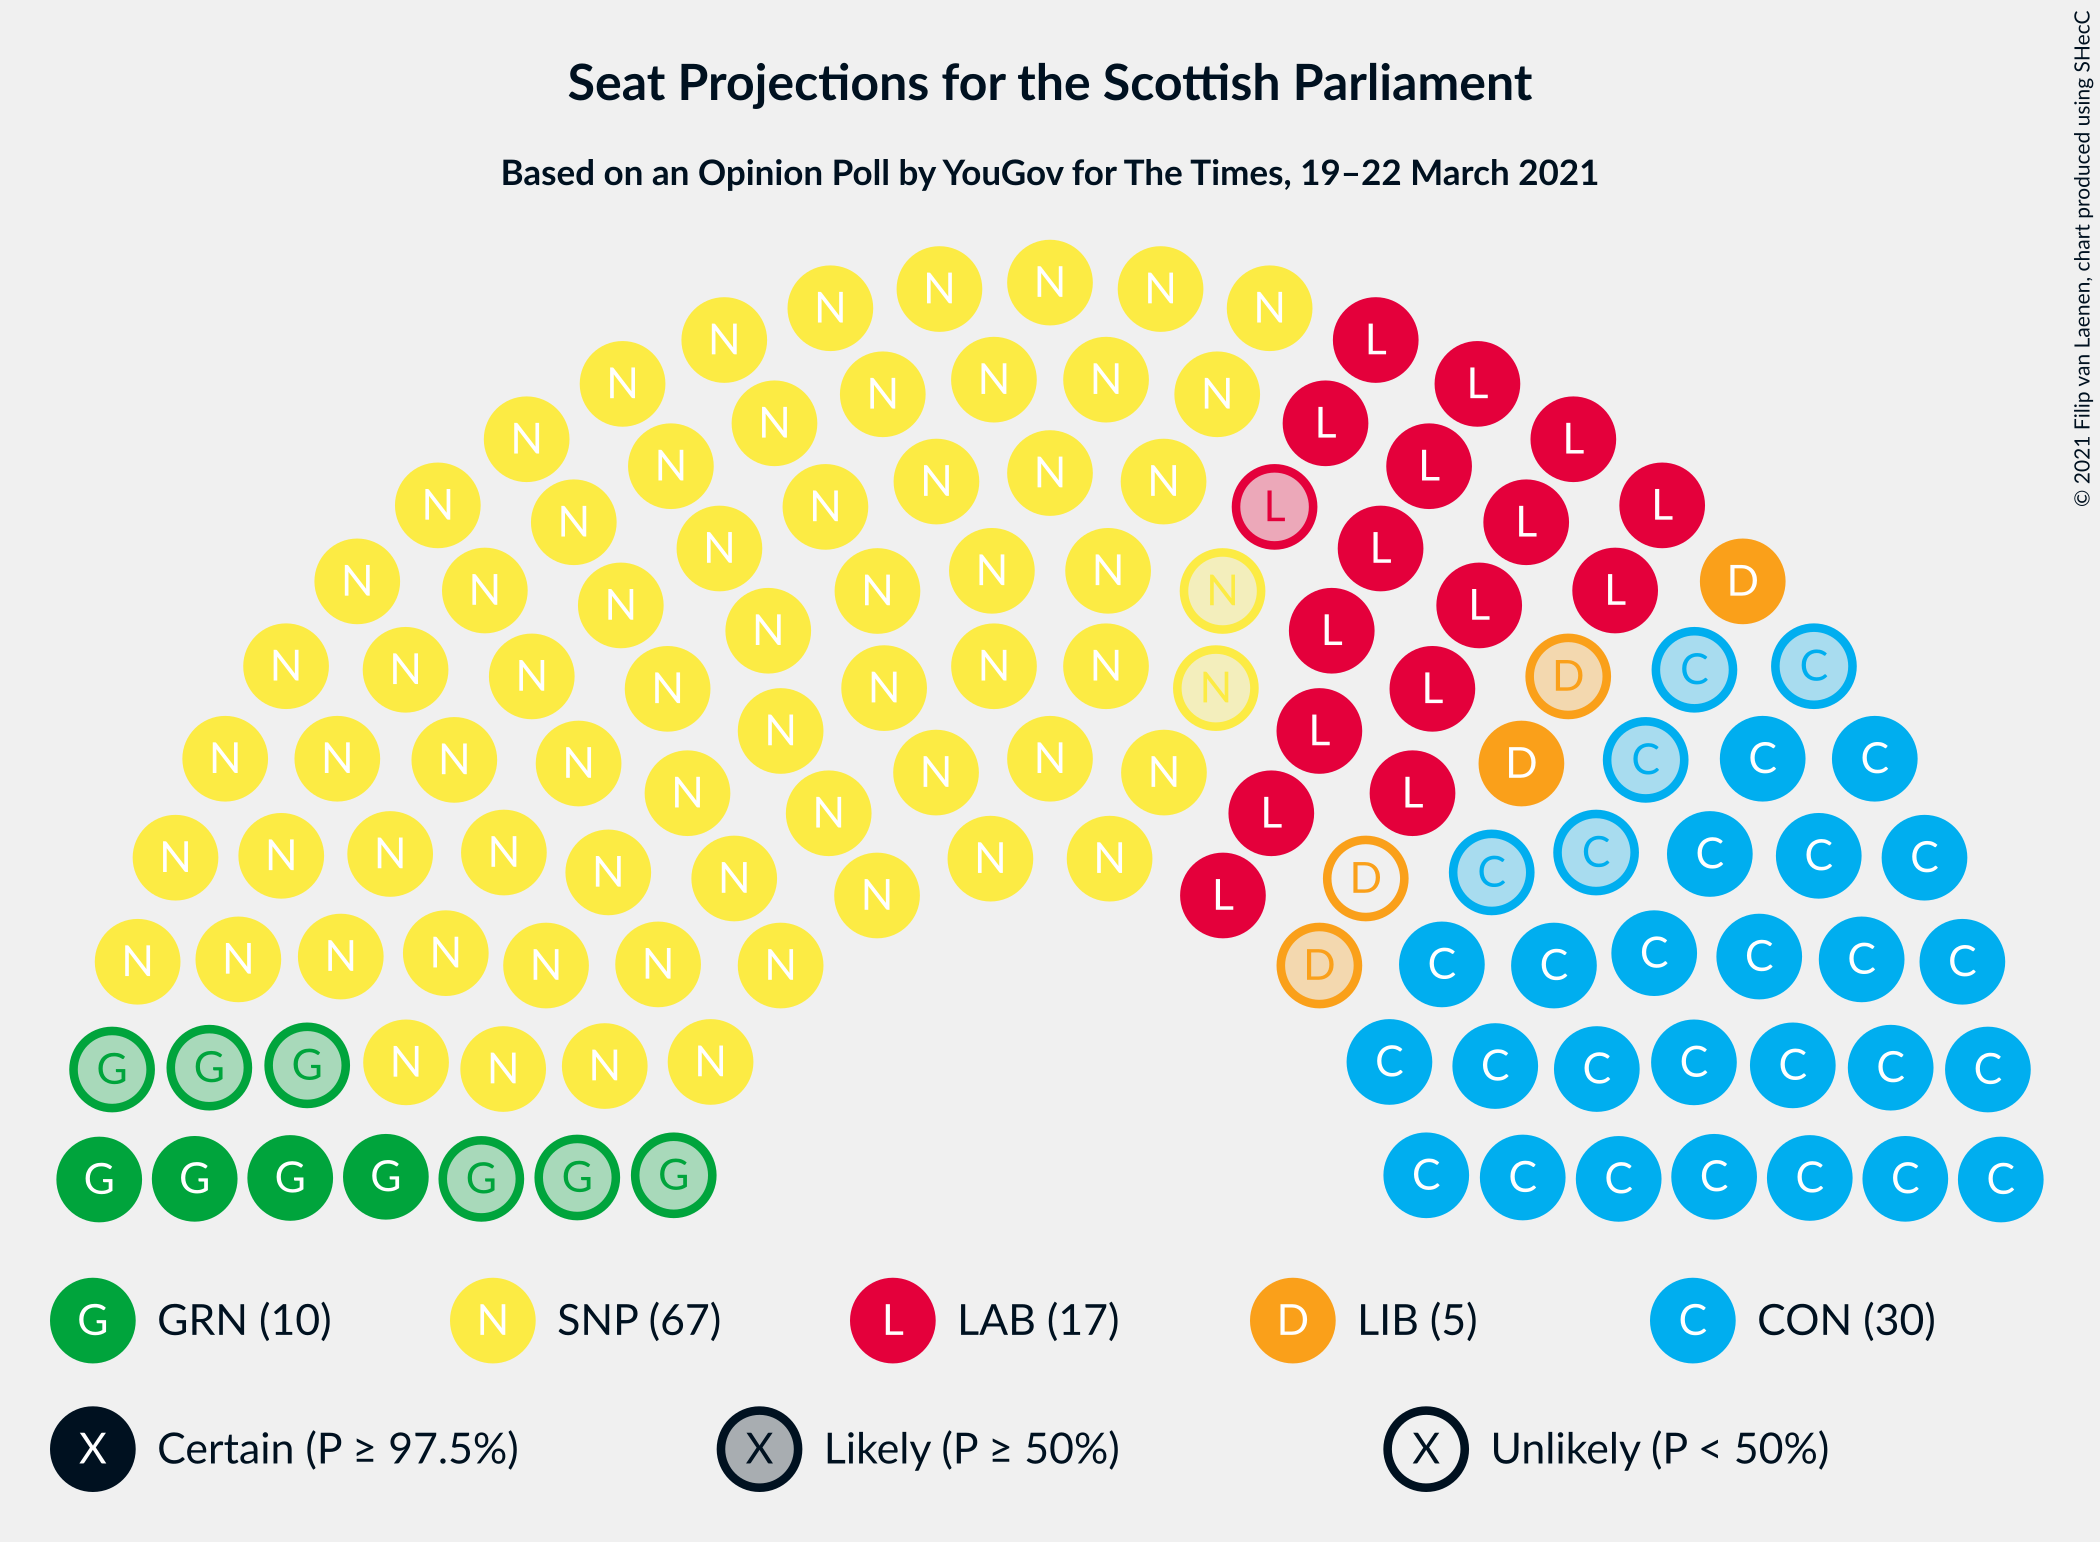 Seat Projections for the Scottish Parliament
Based on an Opinion Poll by YouGov for The Times, 19–22 March 2021
© 2021 Filip van Laenen, chart produced using SHecC
N N N N N
N L
N N N N N L
N N L L
N N N N N N L L L
N N L L
N N N N N N N L L D
N L
N N N N N N N N L D C C
N L
N N N N N N N N L D C C C
N L
N N N N N N N N N L D C C C C C
N N N N N N N D C C C C C C
G G G N N N N C C C C C C C
G G G G G G G C C C C C C C
G GRN (10) N SNP (67) L LAB (17) D LIB (5) C CON (30)
X Certain (P ≥ 97.5%) X Likely (P ≥ 50%) X Unlikely (P < 50%)